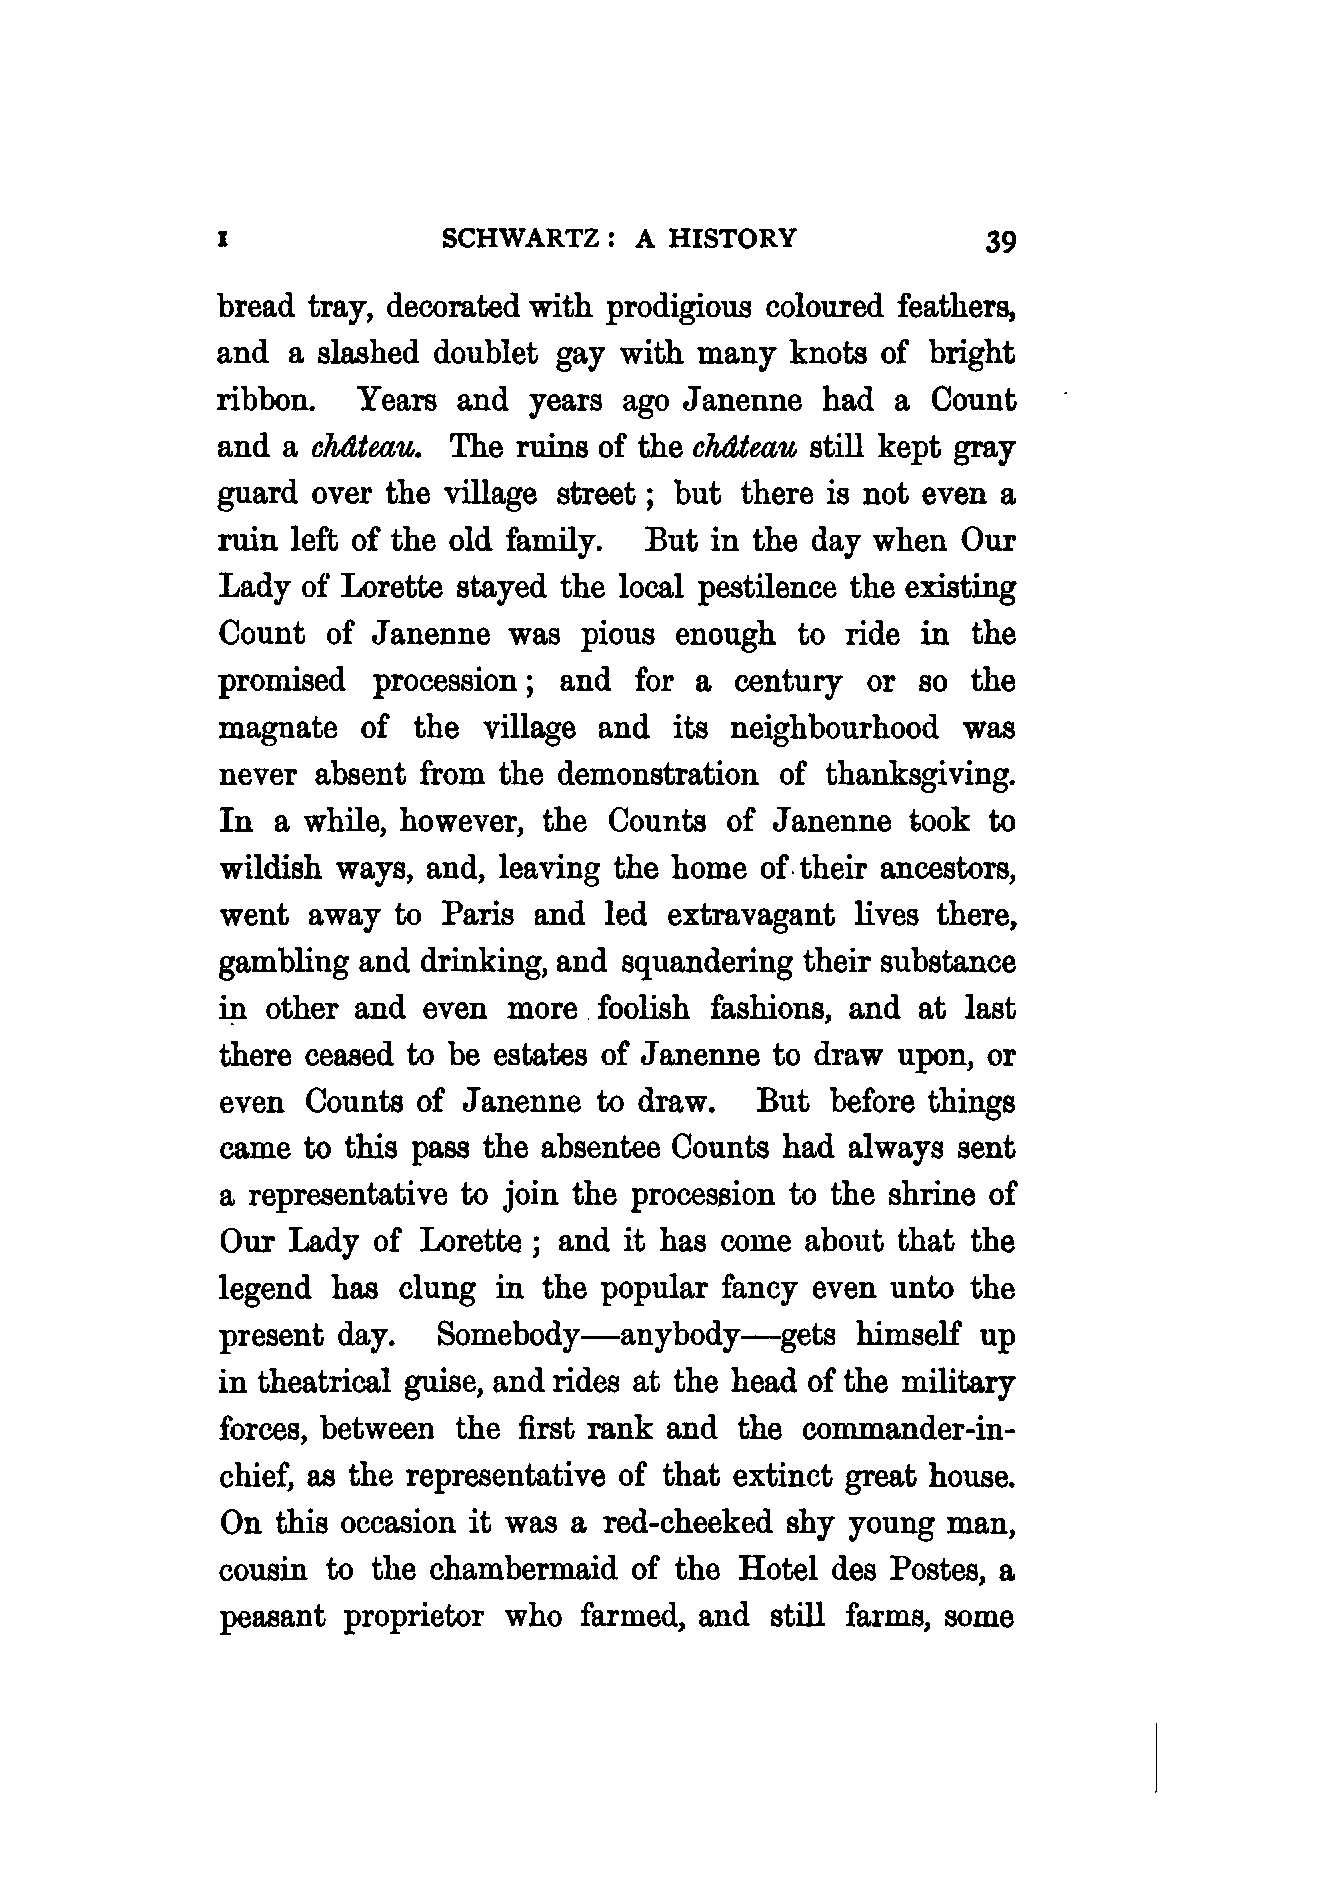 I SCHWARTZ: A HISTORY 39
bread tray, decorated with prodigious coloured feathers,
and a slashed doublet gay with many knots of bright
ribbon. Years and years ago Janenne had a Count
and a château. The ruins of the château still kept gray
guard over the village street; but there is not even a
ruin left of the old family. But in the day when Our
Lady of Lorette stayed the local pestilence the existing
Count of Janenne was pious enough to ride in the
promised procession; and for a century or so the
magnate of the village and its neighbourhood was
never absent from the demonstration of thanksgiving.
In a while, however, the Counts of Janenne took to
wildish ways, and, leaving the home of their ancestors,
went away to Paris and led extravagant lives there,
gambling and drinking, and squandering their substance
in other and even more foolish fashions, and at last
there ceased to be estates of Janenne to draw upon, or
even Counts of Janenne to draw. But before things
came to this pass the absentee Counts had always sent
a representative to join the procession to the shrine of
Our Lady of Lorette; and it has come about that the
legend has clung in the popular fancy even unto the
present day. Somebody—anybody—gets himself up
in theatrical guise, and rides at the head of the military
forces, between the first rank and the commander-in-
chief, as the representative of that extinct great house.
On this occasion it was a red-cheeked shy young man,
cousin to the chambermaid of the Hotel des Postes, a
peasant proprietor who farmed, and still farms, some